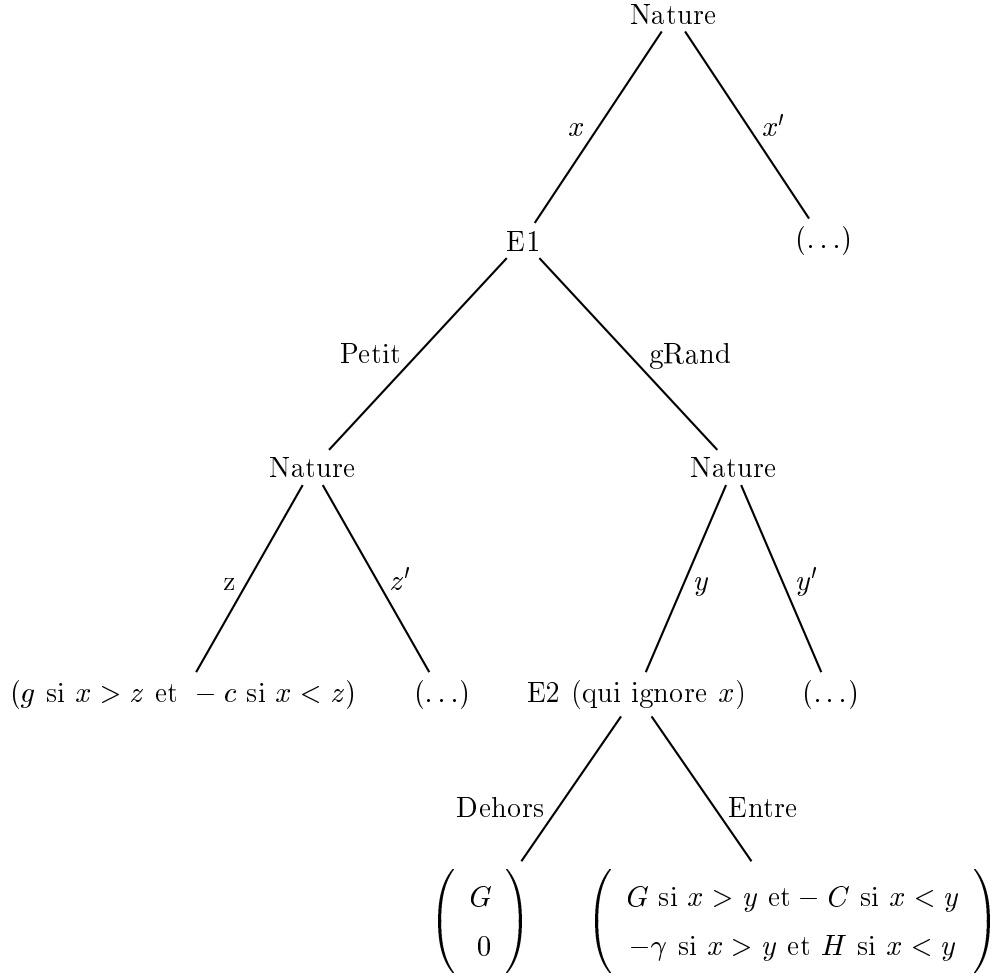 Nature
x x′
E1 (...)
Petit gRand
Nature Nature
z z′ y y′
(g si x > z et − c si x < z) (...) E2 (qui ignore x) (...)
Dehors Entre
G G si x > y et − C si x < y
0 −γ si x > y et H si x < y